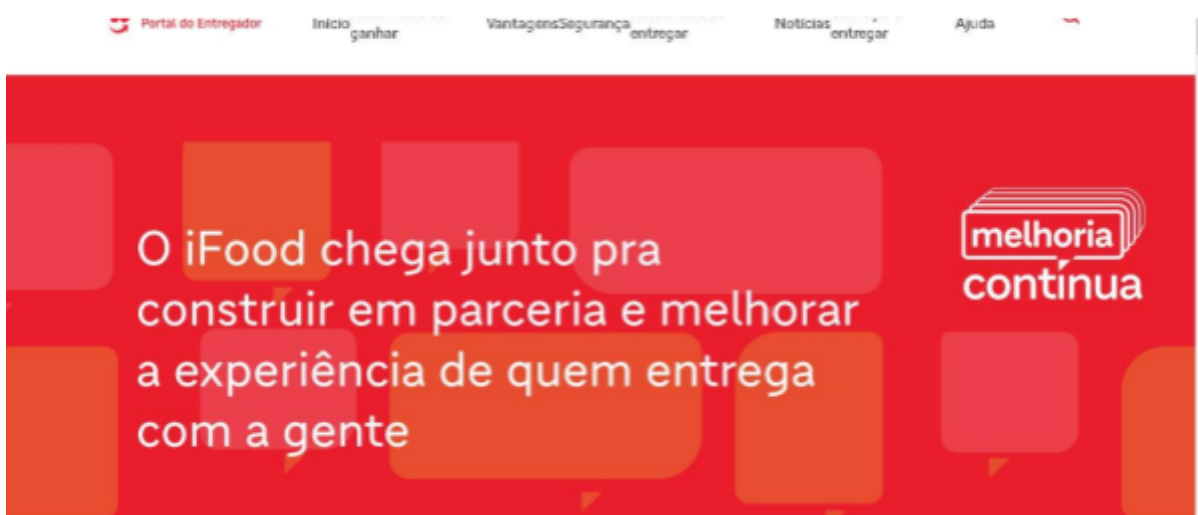 Portal do Entregador
Início
ganhar
Vantagens
Segurança
entregar
Notícias
entregar
Ajuda
O iFood chega junto pra
construir em parceria e melhorar
a experiência de quem entrega
com a gente
melhoria
contínua